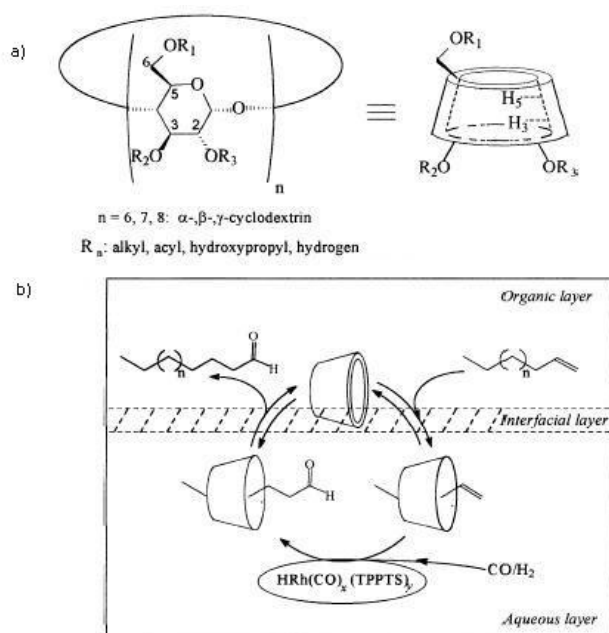 a)
OR₁
6
5
O
3
2
O
R₂O
OR₃
n
≡
OR₁
H₅
H₃
R₂O
OR₃
n = 6, 7, 8: α-,β-,γ-cyclodextrin
Rₙ: alkyl, acyl, hydroxypropyl, hydrogen
b)
Organic layer
O
H
n
n
Interfacial layer
O
H
CO/H₂
HRh(CO)ₓ (TPPTS)y
Aqueous layer